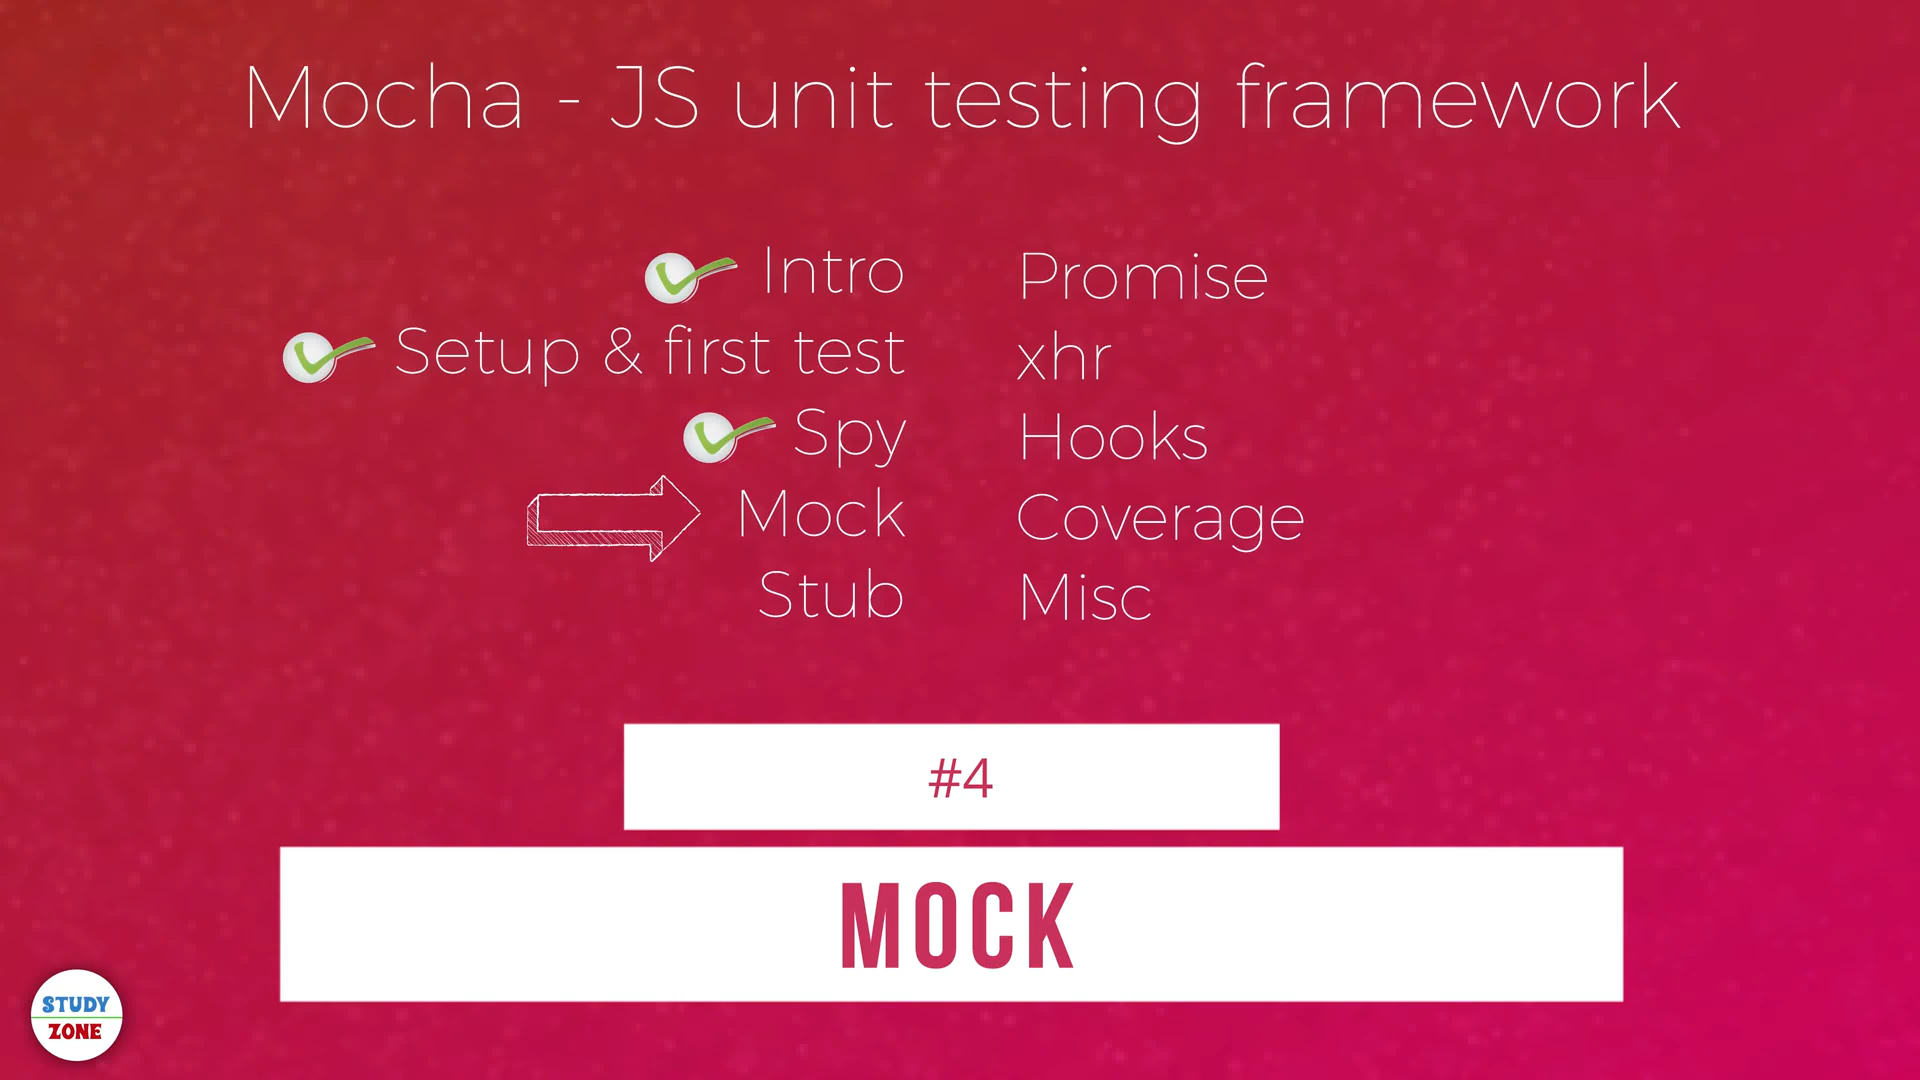 Mocha - JS unit testing framework
Intro
Setup & first test
Spy
Mock
Stub
Promise
xhr
Hooks
Coverage
Misc
#4
MOCK
STUDY
ZONE